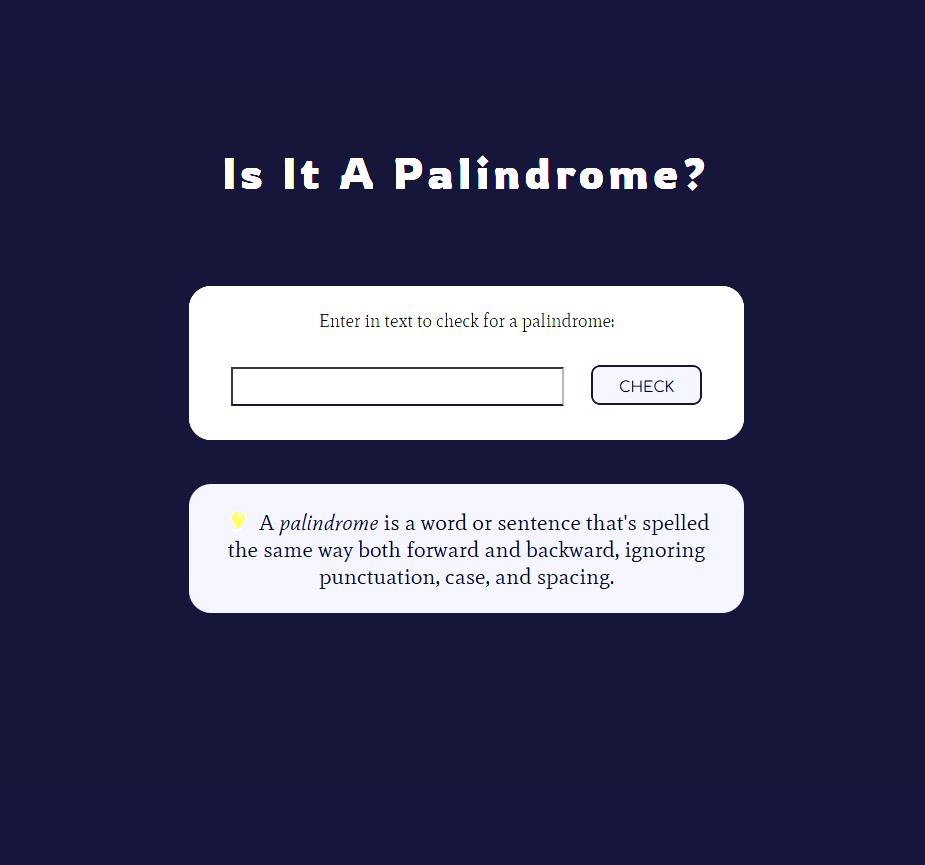 Is It A Palindrome?
Enter in text to check for a palindrome:
CHECK
A palindrome is a word or sentence that's spelled
the same way both forward and backward, ignoring
punctuation, case, and spacing.